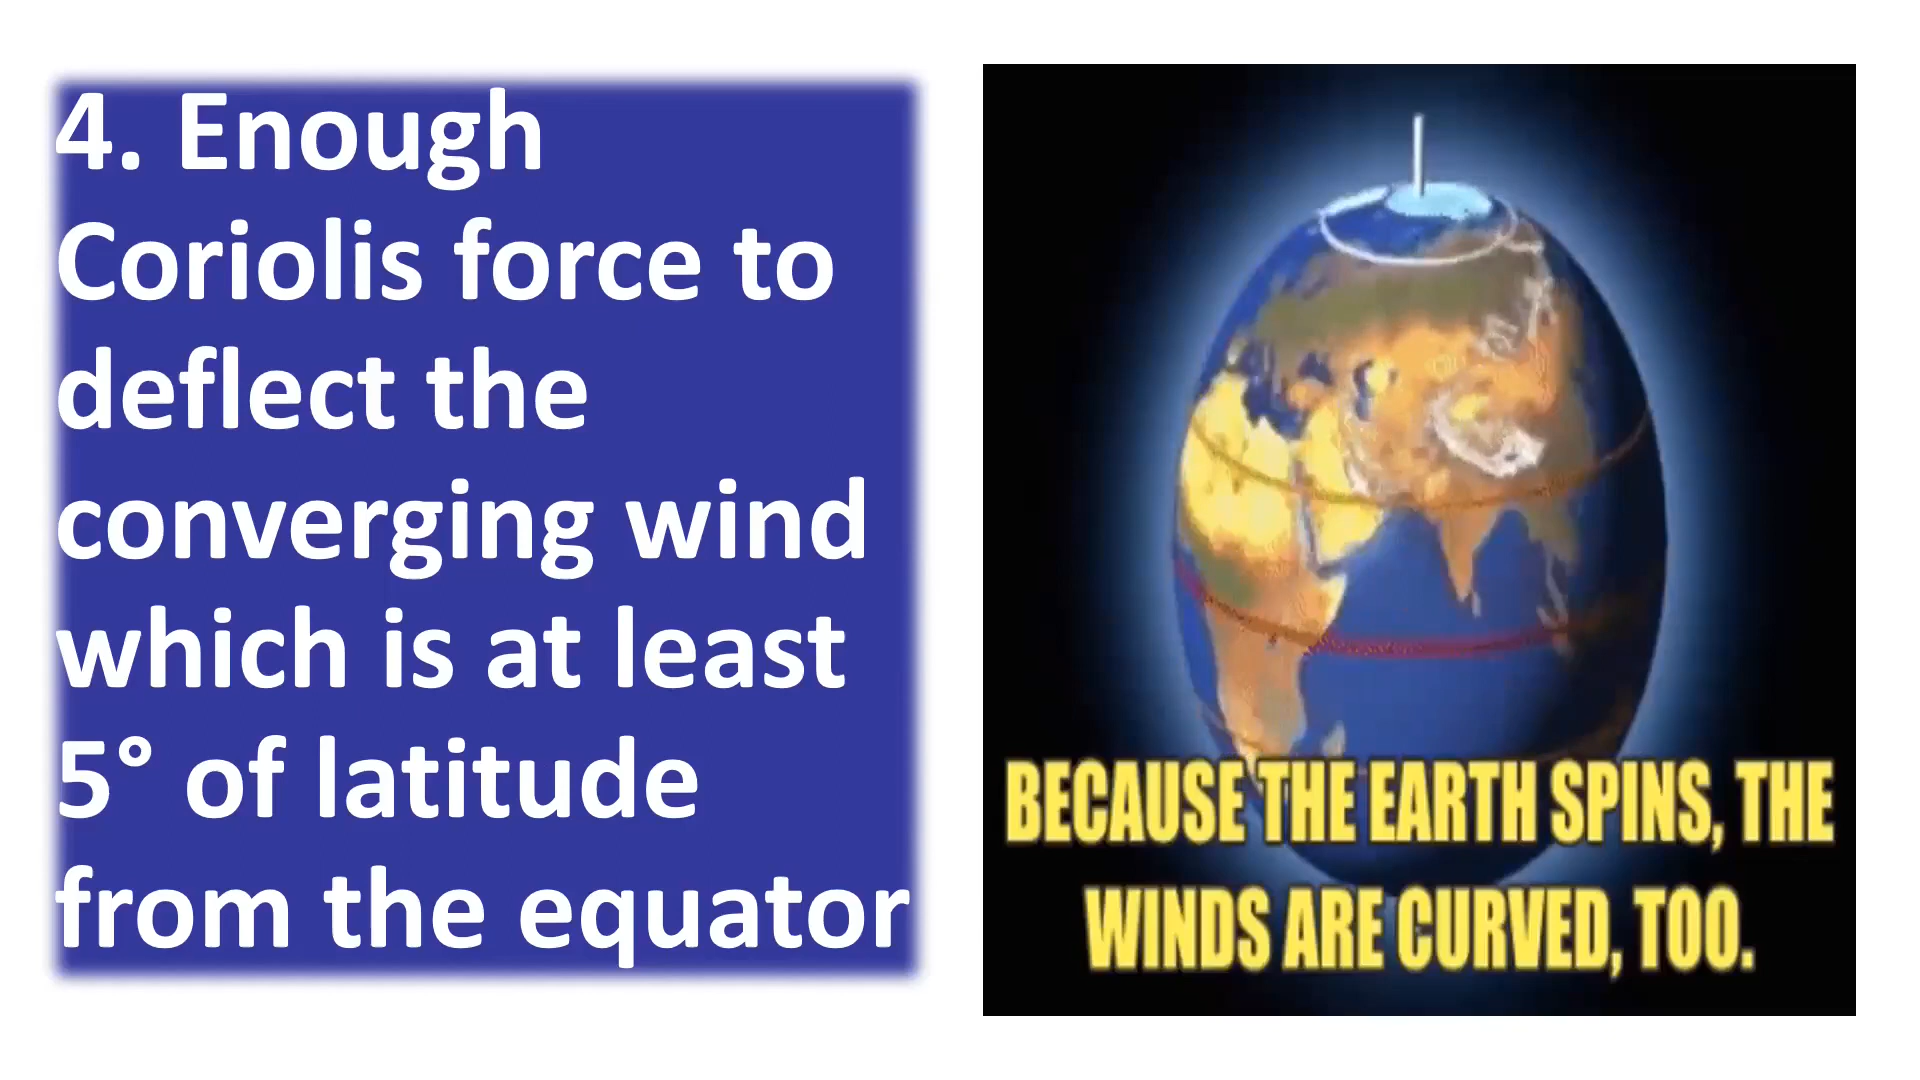 4. Enough
Coriolis force to
deflect the
converging wind
which is at least
5° of latitude
from the equator
BECAUSE THE EARTH SPINS, THE
WINDS ARE CURVED, TOO.